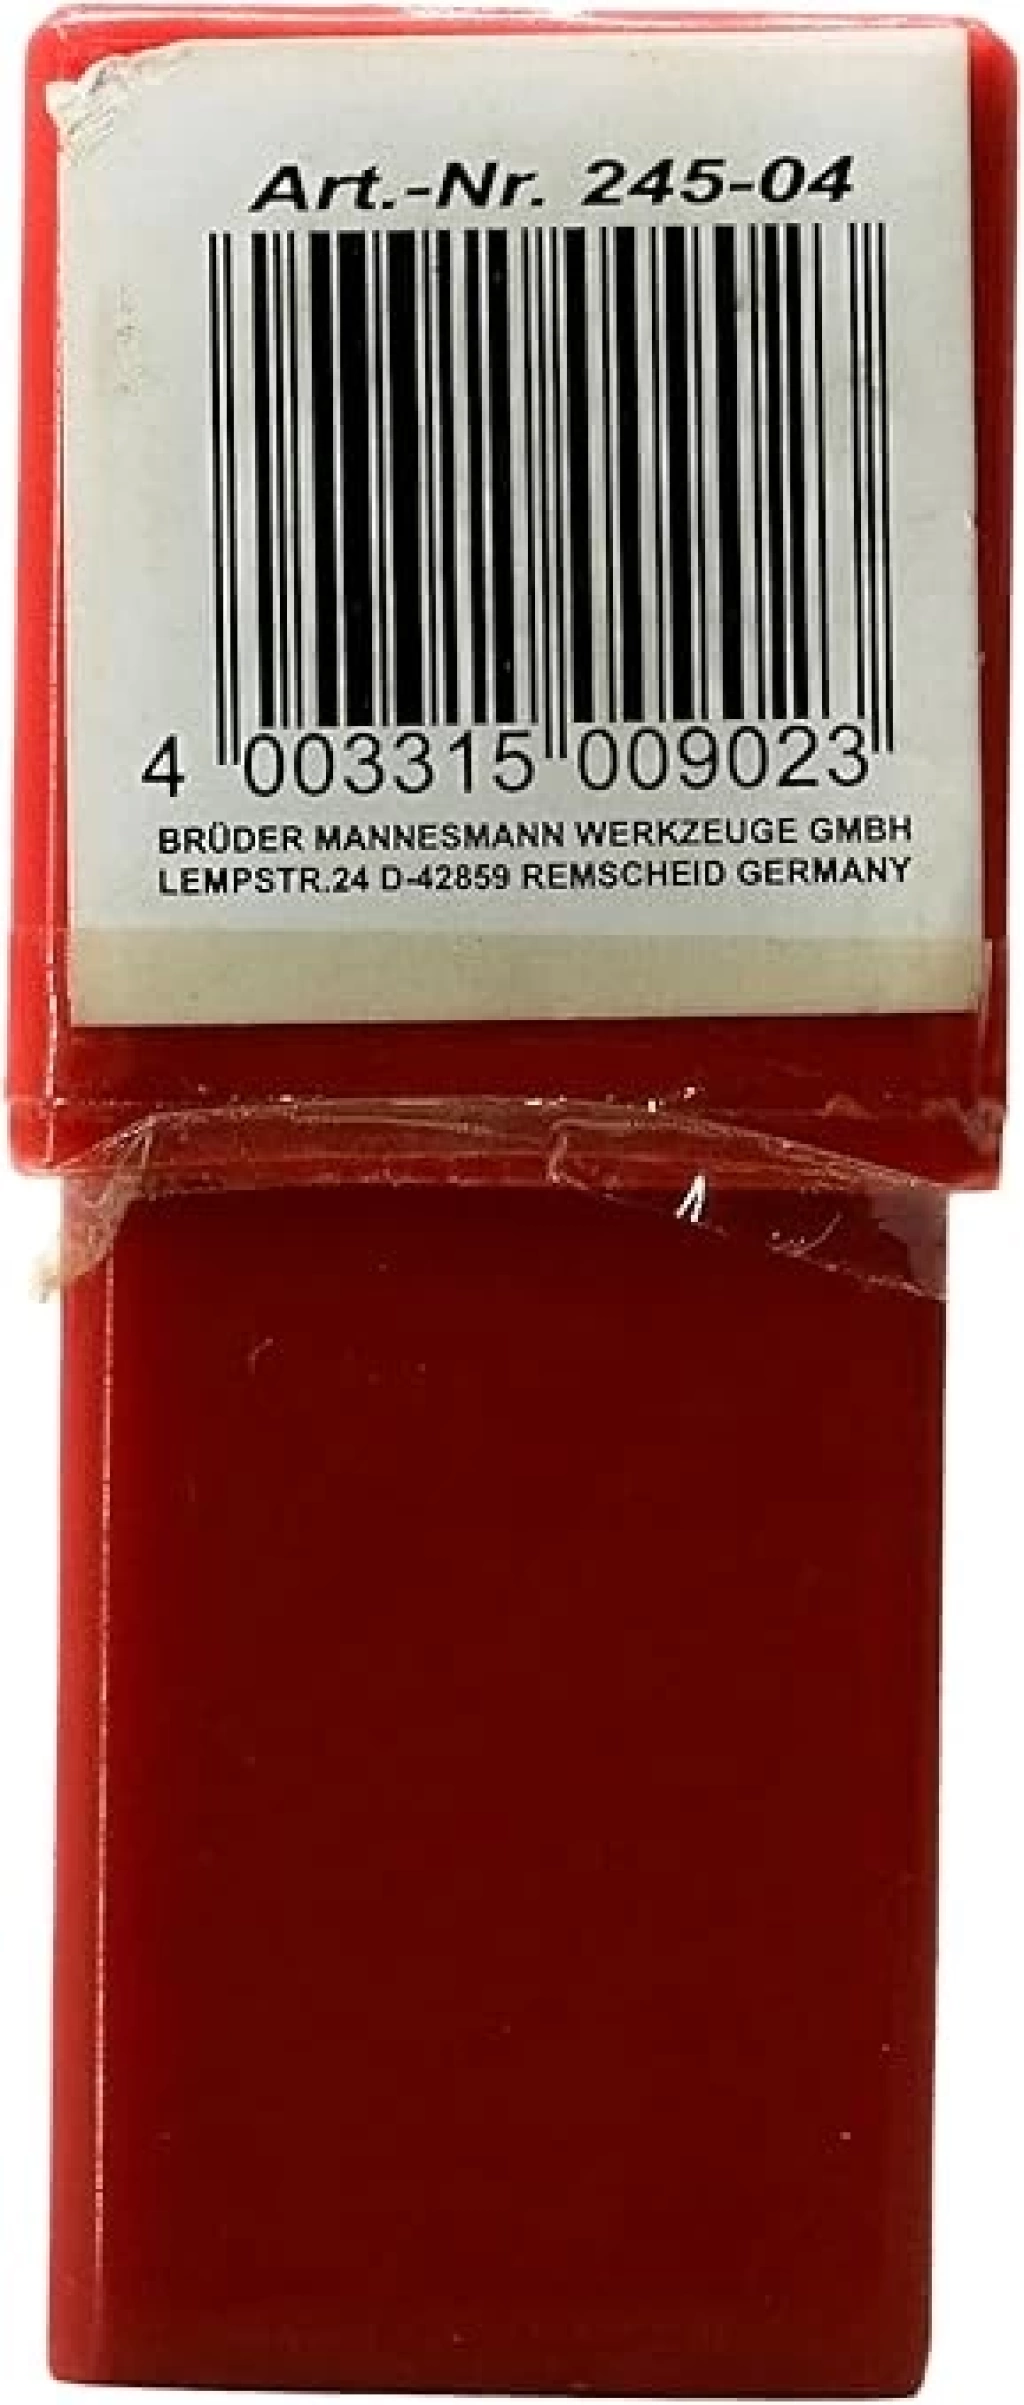 Art.-Nr. 245-04
4 003315 009023
BRÜDER MANNESMANN WERKZEUGE GMBH
LEMPSTR.24 D-42859 REMSCHEID GERMANY